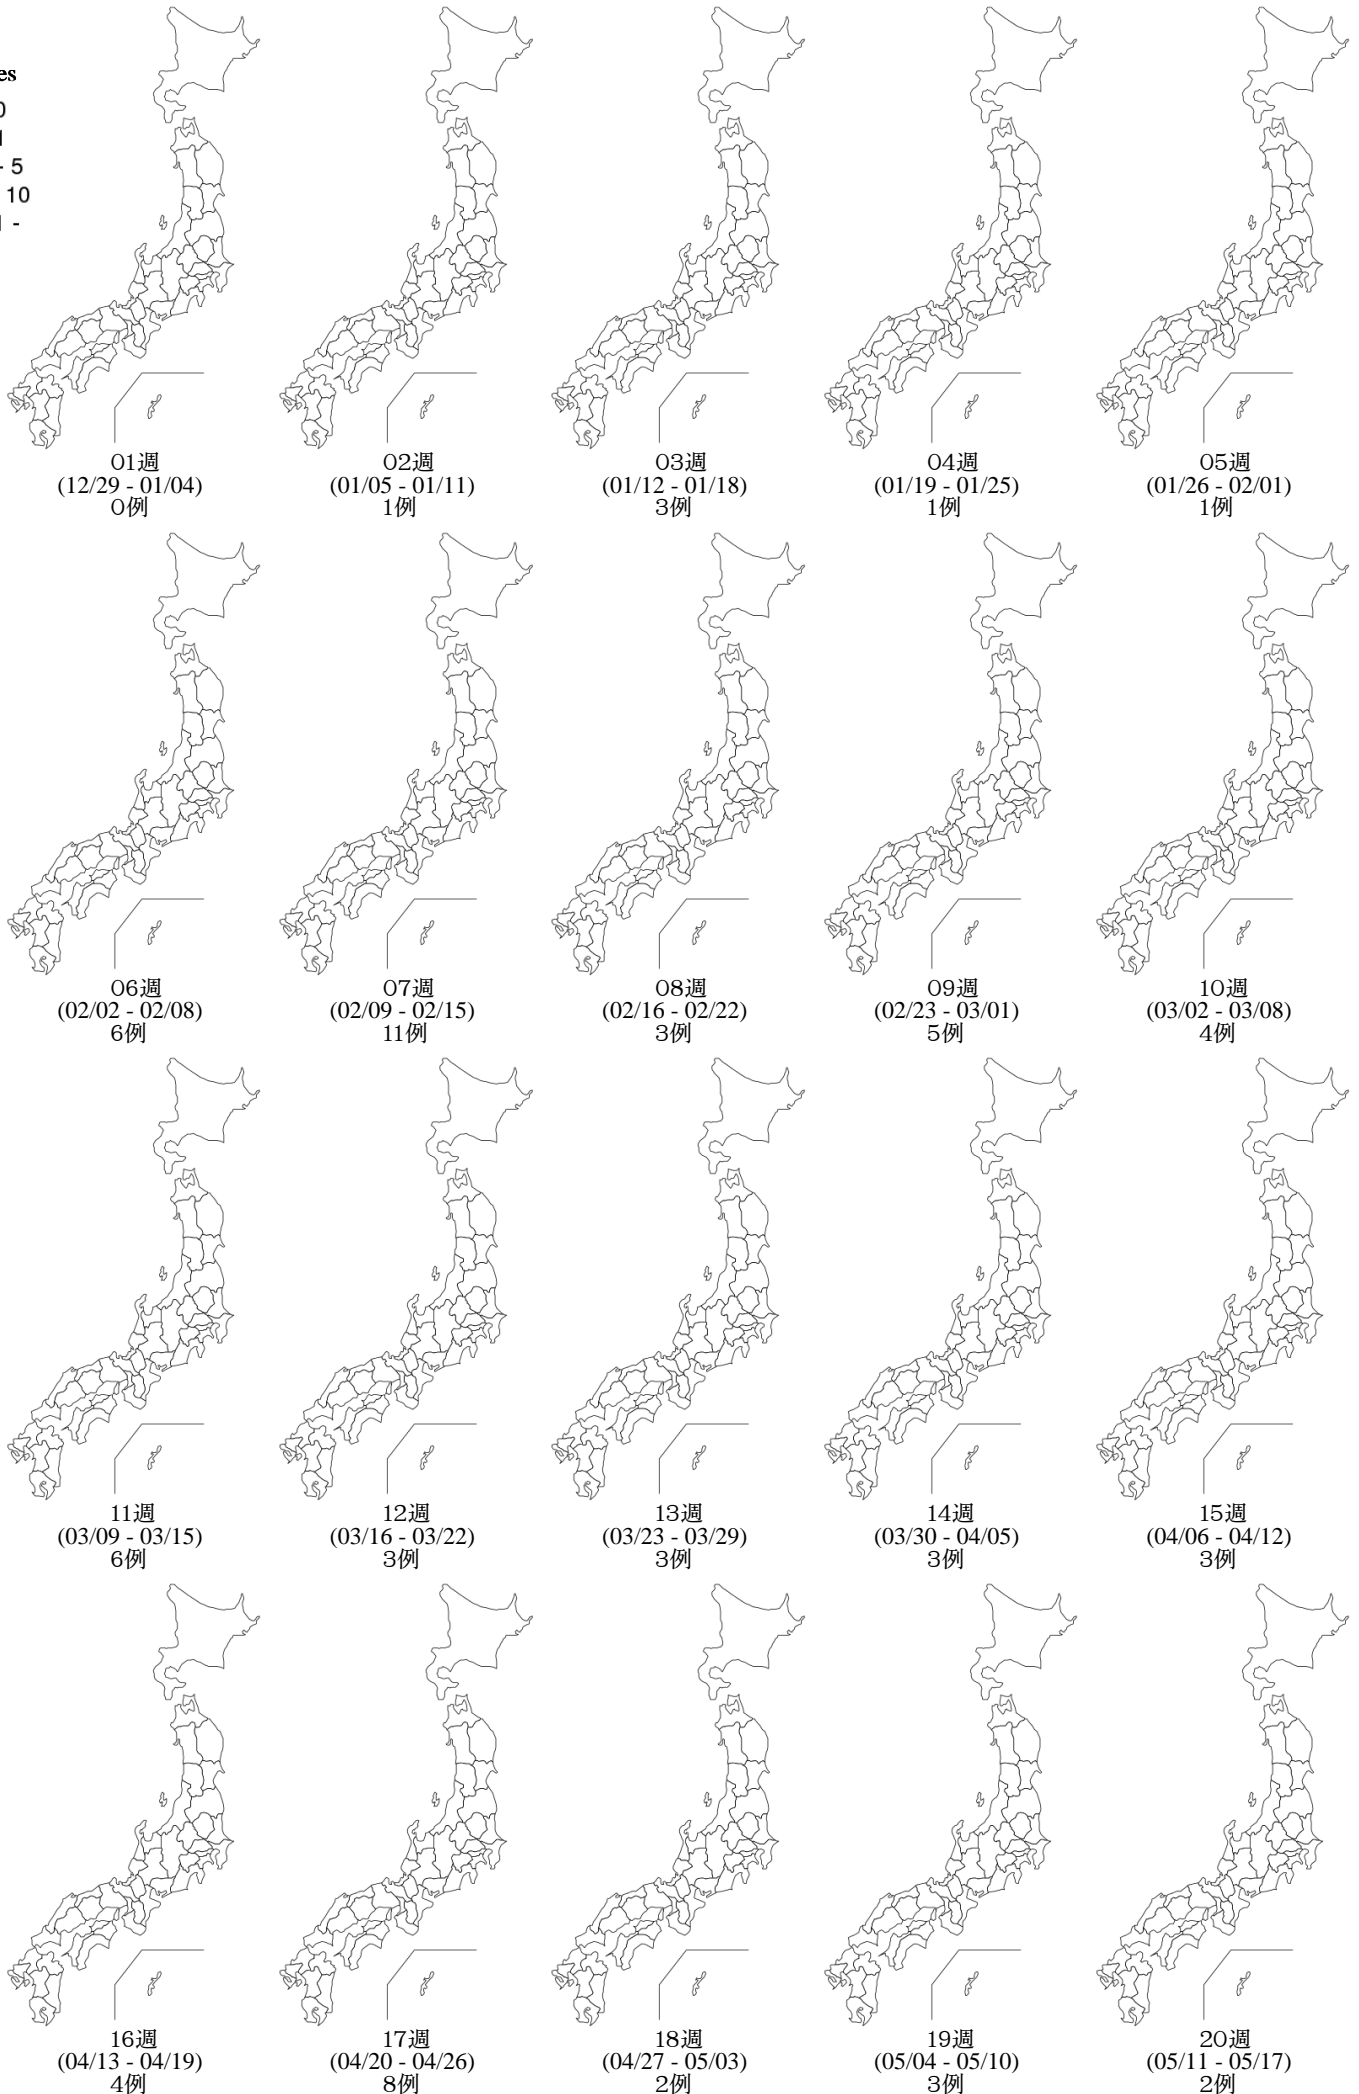 es
0
- 5
10
-
01週
(12/29 - 01/04)
0例
02週
(01/05 - 01/11)
1例
03週
(01/12 - 01/18)
3例
04週
(01/19 - 01/25)
1例
05週
(01/26 - 02/01)
1例
06週
(02/02 - 02/08)
6例
07週
(02/09 - 02/15)
11例
08週
(02/16 - 02/22)
3例
09週
(02/23 - 03/01)
5例
10週
(03/02 - 03/08)
4例
11週
(03/09 - 03/15)
6例
12週
(03/16 - 03/22)
3例
13週
(03/23 - 03/29)
3例
14週
(03/30 - 04/05)
3例
15週
(04/06 - 04/12)
3例
16週
(04/13 - 04/19)
4例
17週
(04/20 - 04/26)
8例
18週
(04/27 - 05/03)
2例
19週
(05/04 - 05/10)
3例
20週
(05/11 - 05/17)
2例